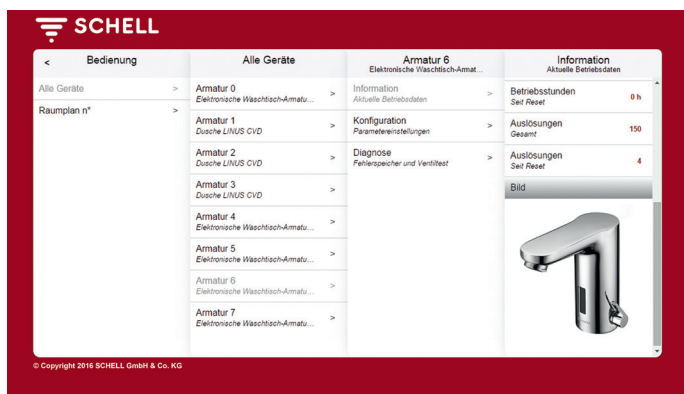 SCHELL
< Bedienung
Alle Geräte >
Raumplan n* >
Alle Geräte
Armatur 0 >
Elektronische Waschtisch-Armatu...
Armatur 1 >
Dusche LINUS CVD
Armatur 2 >
Dusche LINUS CVD
Armatur 3 >
Dusche LINUS CVD
Armatur 4 >
Elektronische Waschtisch-Armatu...
Armatur 5 >
Elektronische Waschtisch-Armatu...
Armatur 6 >
Elektronische Waschtisch-Armatu...
Armatur 7 >
Elektronische Waschtisch-Armatu...
Armatur 6
Elektronische Waschtisch-Armat...
Information >
Aktuelle Betriebsdaten
Konfiguration >
Parametereinstellungen
Diagnose >
Fehlerspeicher und Ventiltest
Information
Aktuelle Betriebsdaten
Betriebsstunden 0 h
Seit Reset
Auslösungen 150
Gesamt
Auslösungen 4
Seit Reset
Bild
© Copyright 2016 SCHELL GmbH & Co. KG